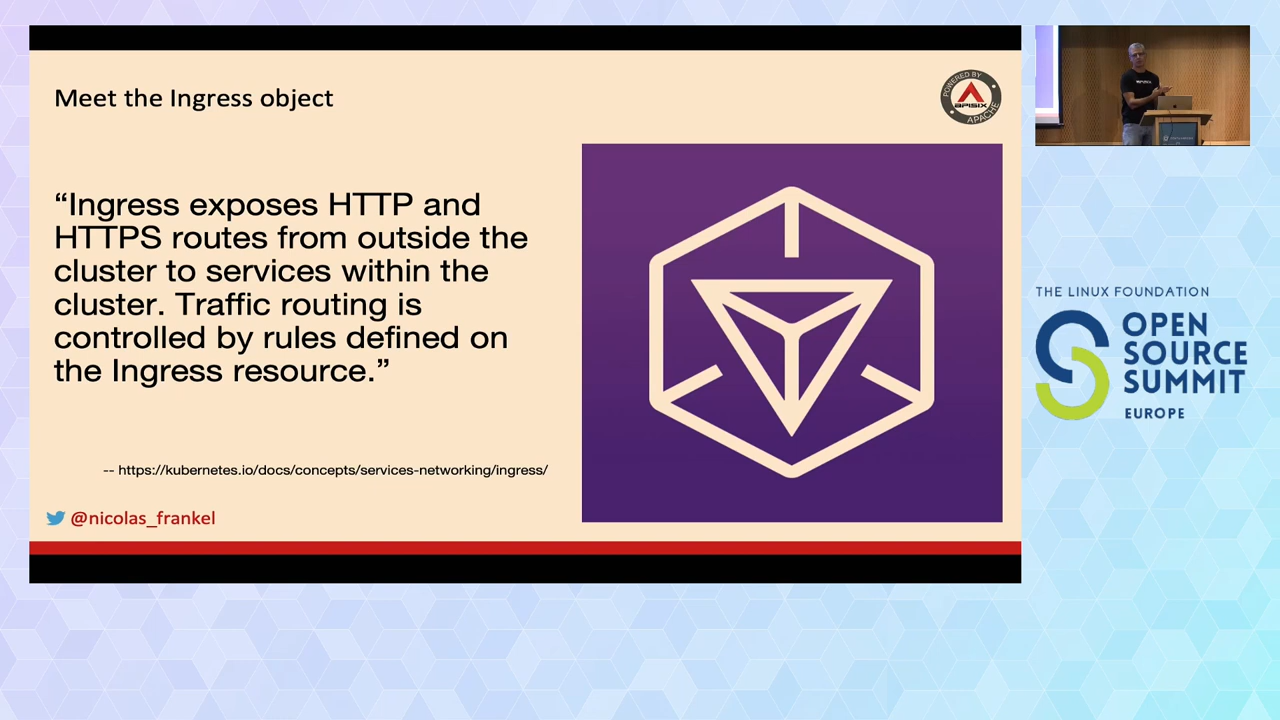 Meet the Ingress object
POWERED BY
APISIX
APACHE
“Ingress exposes HTTP and
HTTPS routes from outside the
cluster to services within the
cluster. Traffic routing is
controlled by rules defined on
the Ingress resource.”
-- https://kubernetes.io/docs/concepts/services-networking/ingress/
@nicolas_frankel
THE LINUX FOUNDATION
OPEN
SOURCE
SUMMIT
EUROPE